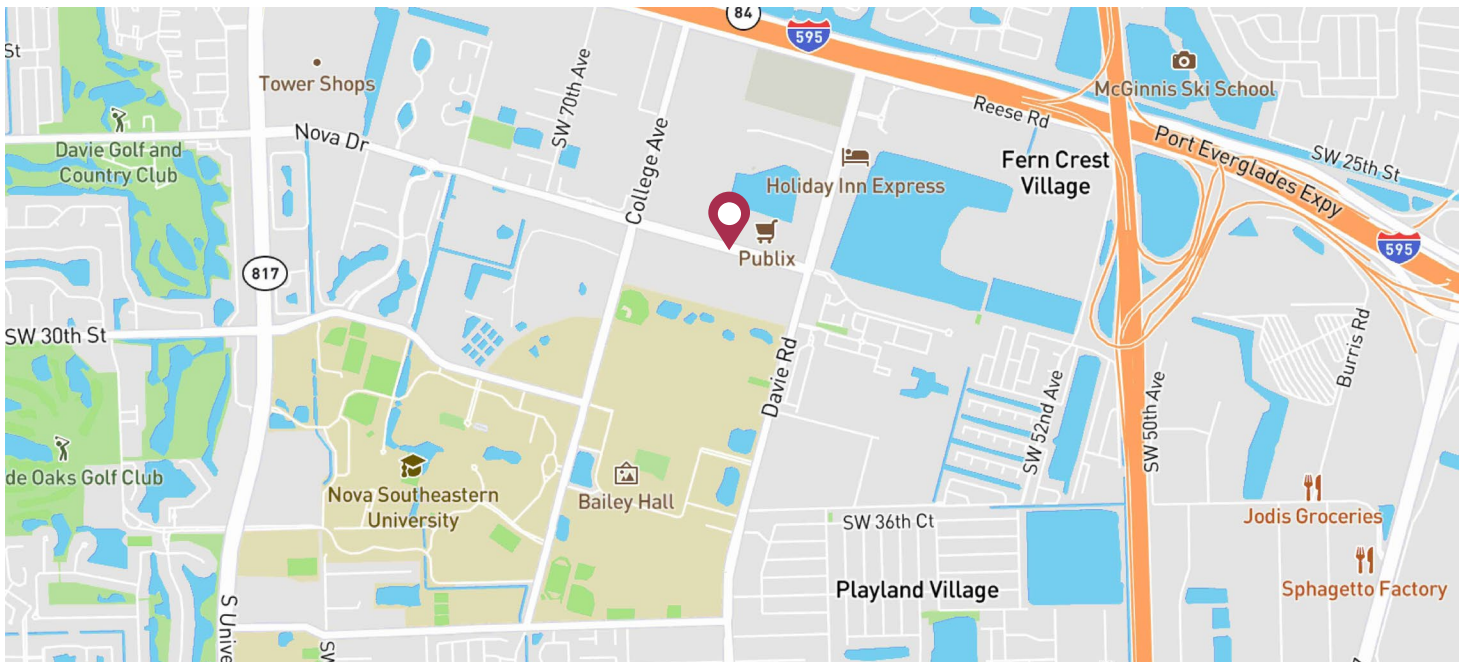 84
595
St
Tower Shops
SW 70th Ave
McGinnis Ski School
Reese Rd
Nova Dr
College Ave
Davie Golf and
Country Club
Fern Crest
Village
Port Everglades Expy
SW 25th St
Holiday Inn Express
Publix
595
817
SW 30th St
Davie Rd
Burris Rd
SW 52nd Ave
SW 50th Ave
de Oaks Golf Club
Nova Southeastern
University
Bailey Hall
SW 36th Ct
Jodis Groceries
Playland Village
Sphagetto Factory
S Unive
SW